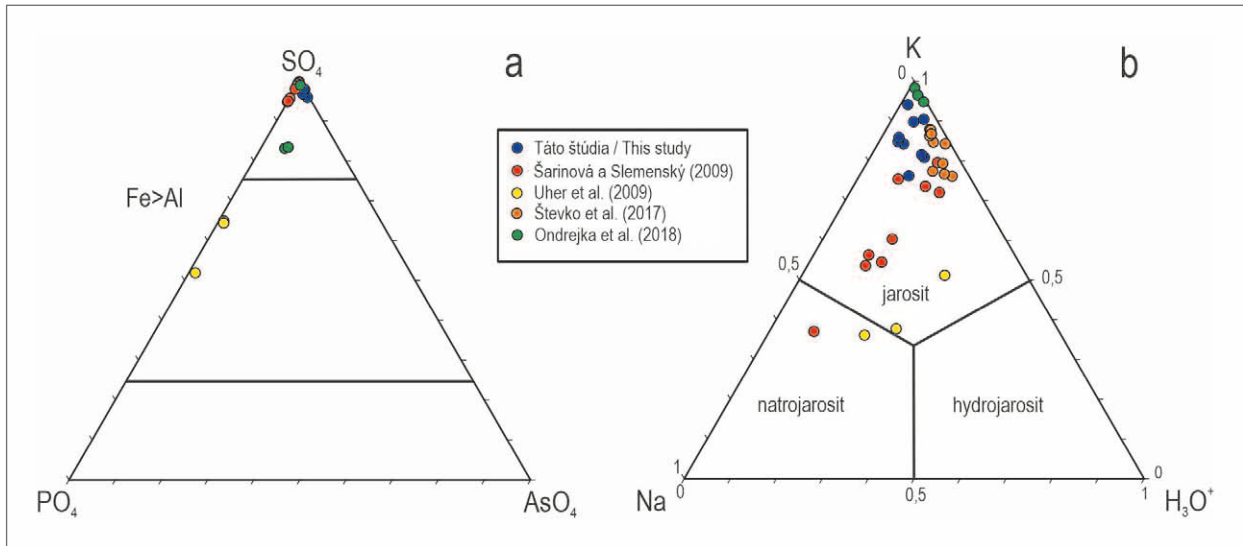 SO₄
a
Fe>Al
PO₄
AsO₄
Táto štúdia / This study
Šarinová a Slemenský (2009)
Uher et al. (2009)
Števko et al. (2017)
Ondrejka et al. (2018)
K
b
0
1
0,5
0,5
jarosit
natrojarosit
hydrojarosit
1
0
Na
0
0,5
1
H₃O⁺